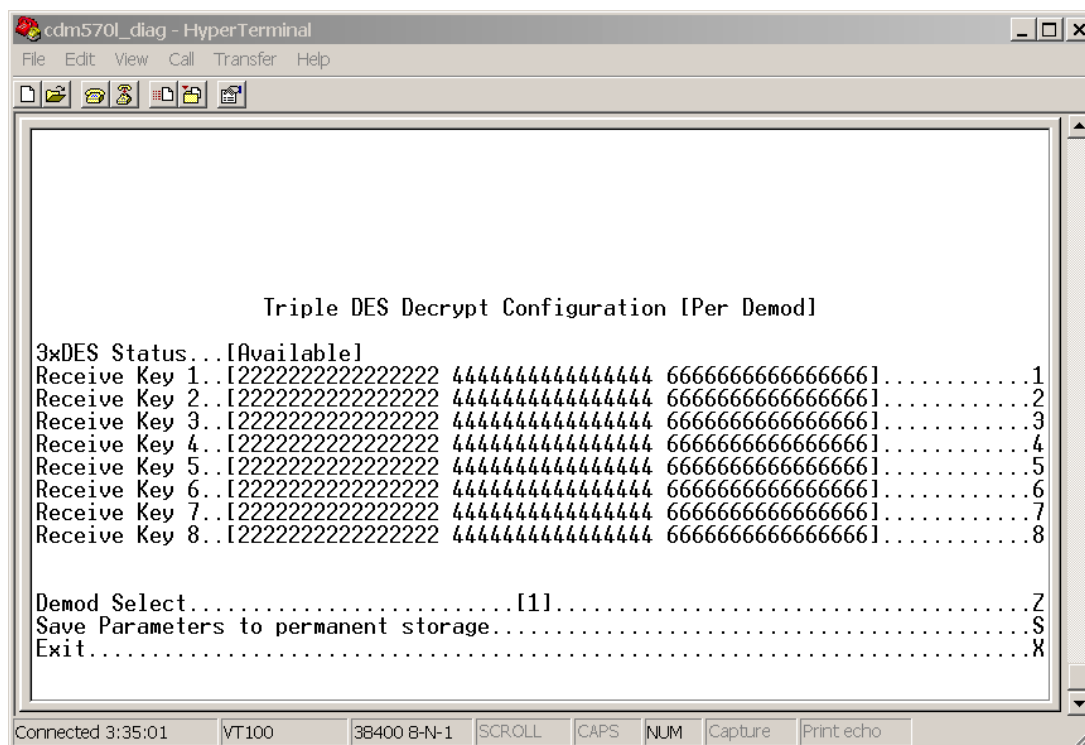 cdm570l_diag - HyperTerminal
File Edit View Call Transfer Help
Triple DES Decrypt Configuration [Per Demod]
3xDES Status...[Available]
Receive Key 1..[2222222222222222 4444444444444444 6666666666666666]............1
Receive Key 2..[2222222222222222 4444444444444444 6666666666666666]............2
Receive Key 3..[2222222222222222 4444444444444444 6666666666666666]............3
Receive Key 4..[2222222222222222 4444444444444444 6666666666666666]............4
Receive Key 5..[2222222222222222 4444444444444444 6666666666666666]............5
Receive Key 6..[2222222222222222 4444444444444444 6666666666666666]............6
Receive Key 7..[2222222222222222 4444444444444444 6666666666666666]............7
Receive Key 8..[2222222222222222 4444444444444444 6666666666666666]............8
Demod Select..........................[1]......................................Z
Save Parameters to permanent storage...........................................S
Exit...........................................................................X
Connected 3:35:01 VT100 38400 8-N-1 SCROLL CAPS NUM Capture Print echo